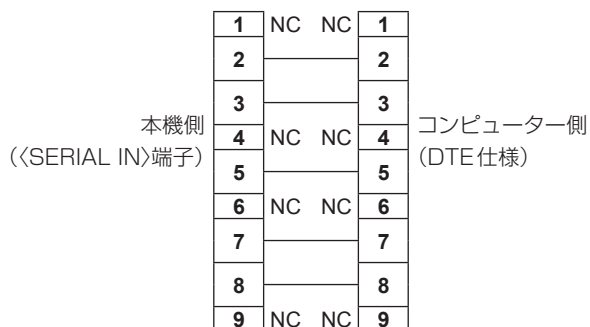 1 NC NC 1
2 2
3 3
本機側
(〈SERIAL IN〉端子)
4 NC NC 4
コンピューター側
(DTE仕様)
5 5
6 NC NC 6
7 7
8 8
9 NC NC 9